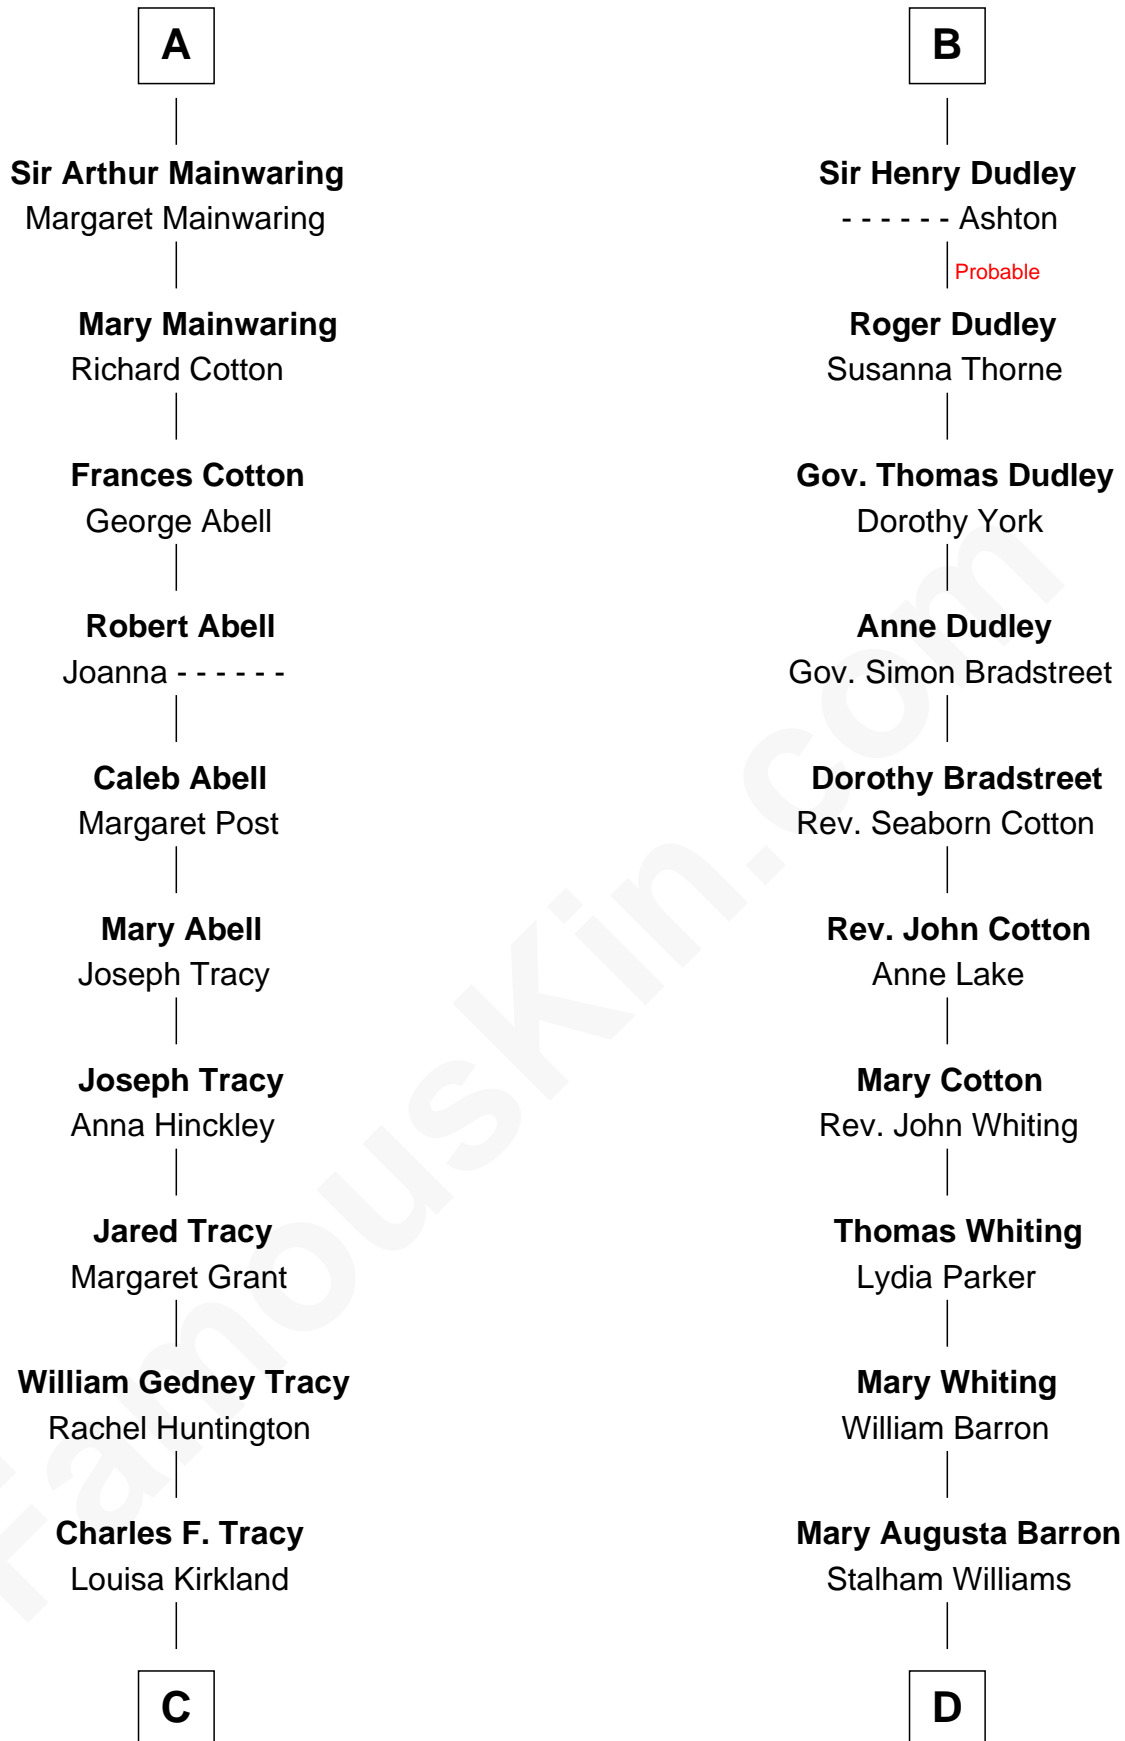 A
Sir Arthur Mainwaring
Margaret Mainwaring
Mary Mainwaring
Richard Cotton
Frances Cotton
George Abell
Robert Abell
Joanna - - - - - -
Caleb Abell
Margaret Post
Mary Abell
Joseph Tracy
Joseph Tracy
Anna Hinckley
Jared Tracy
Margaret Grant
William Gedney Tracy
Rachel Huntington
Charles F. Tracy
Louisa Kirkland
C
B
Sir Henry Dudley
- - - - - - Ashton
Probable
Roger Dudley
Susanna Thorne
Gov. Thomas Dudley
Dorothy York
Anne Dudley
Gov. Simon Bradstreet
Dorothy Bradstreet
Rev. Seaborn Cotton
Rev. John Cotton
Anne Lake
Mary Cotton
Rev. John Whiting
Thomas Whiting
Lydia Parker
Mary Whiting
William Barron
Mary Augusta Barron
Stalham Williams
D
FamousKin.com